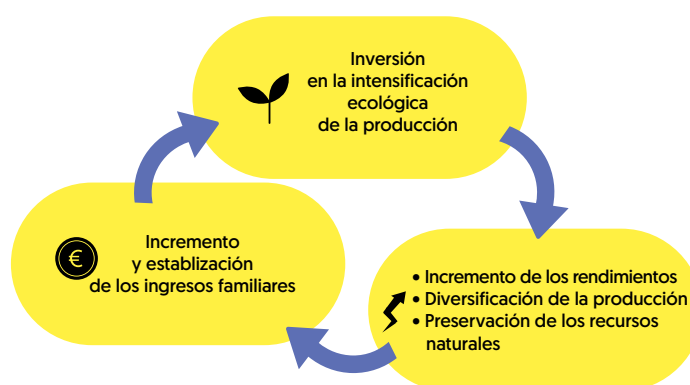 Inversión
en la intensificación
ecológica
de la producción
• Incremento de los rendimientos
• Diversificación de la producción
• Preservación de los recursos
naturales
Incremento
y establización
de los ingresos familiares
€